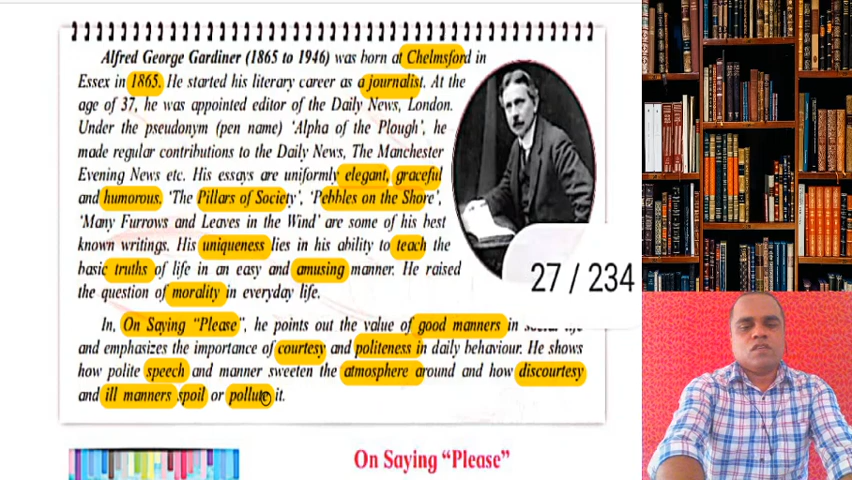 Alfred George Gardiner (1865 to 1946) was born at Chelmsford in
Essex in 1865. He started his literary career as a journalist. At the
age of 37, he was appointed editor of the Daily News, London.
Under the pseudonym (pen name) 'Alpha of the Plough', he
made regular contributions to the Daily News, The Manchester
Evening News etc. His essays are uniformly elegant, graceful
and humorous. 'The Pillars of Society', 'Pebbles on the Shore',
'Many Furrows and Leaves in the Wind' are some of his best
known writings. His uniqueness lies in his ability to teach the
basic truths of life in an easy and amusing manner. He raised
the question of morality in everyday life.
27 / 234
In, On Saying "Please", he points out the value of good manners in social life
and emphasizes the importance of courtesy and politeness in daily behaviour. He shows
how polite speech and manner sweeten the atmosphere around and how discourtesy
and ill manners spoil or pollute it.
On Saying "Please"